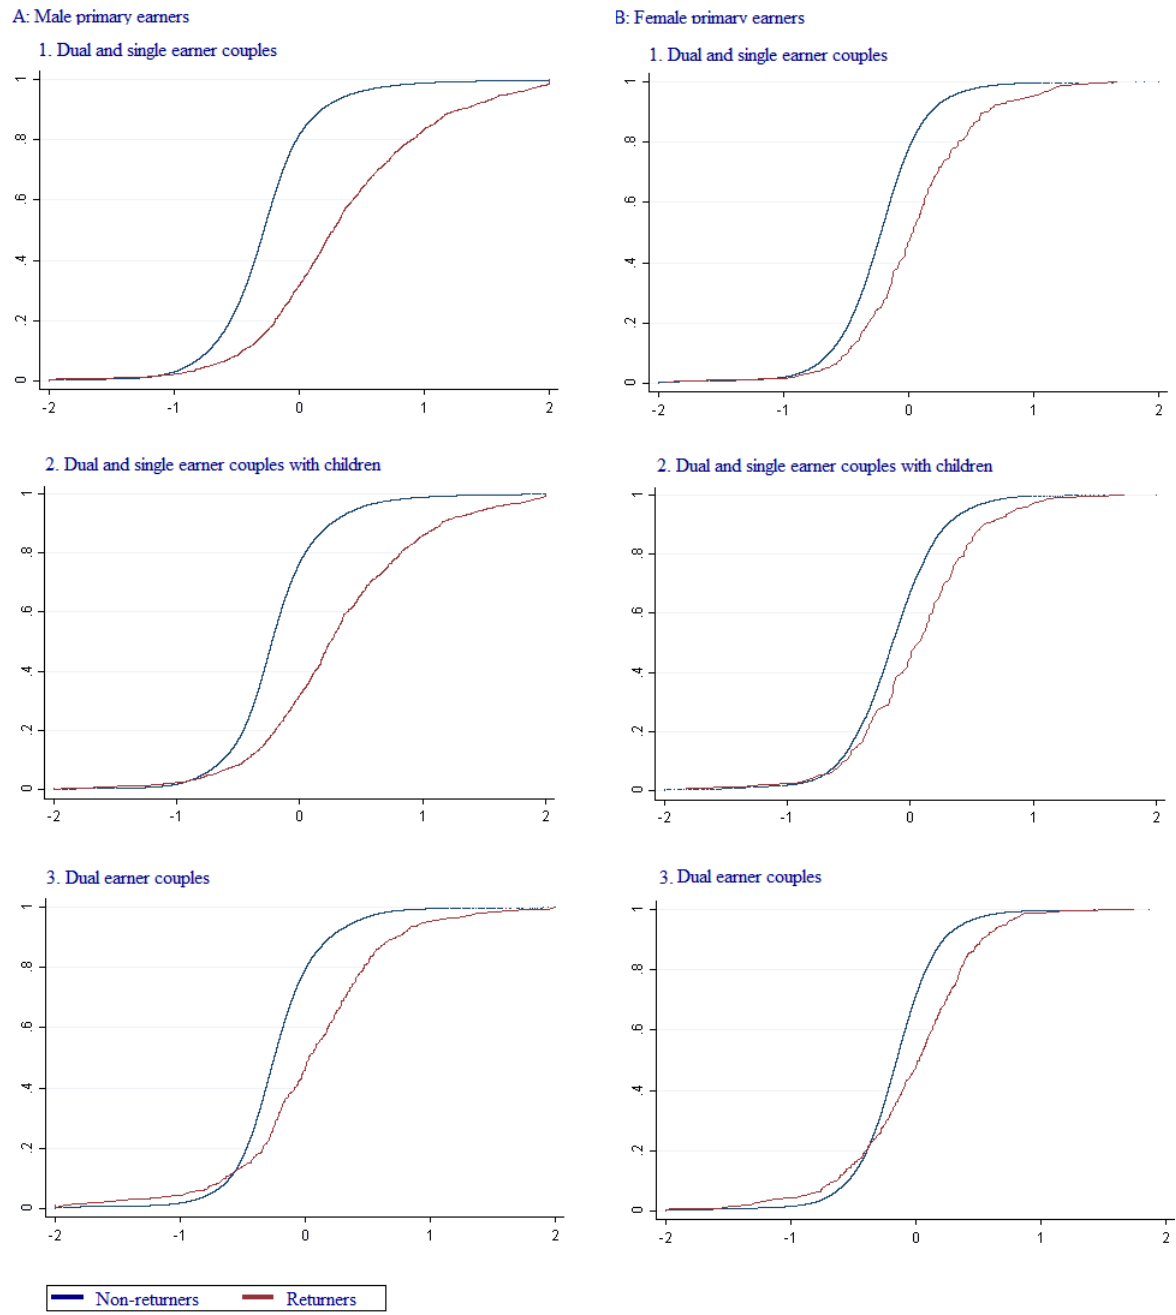 A: Male primary earners
B: Female primary earners
1. Dual and single earner couples
1. Dual and single earner couples
0 .2 .4 .6 .8 1
-2 -1 0 1 2
0 .2 .4 .6 .8 1
-2 -1 0 1 2
2. Dual and single earner couples with children
2. Dual and single earner couples with children
0 .2 .4 .6 .8 1
-2 -1 0 1 2
0 .2 .4 .6 .8 1
-2 -1 0 1 2
3. Dual earner couples
3. Dual earner couples
0 .2 .4 .6 .8 1
-2 -1 0 1 2
0 .2 .4 .6 .8 1
-2 -1 0 1 2
Non-returners Returners